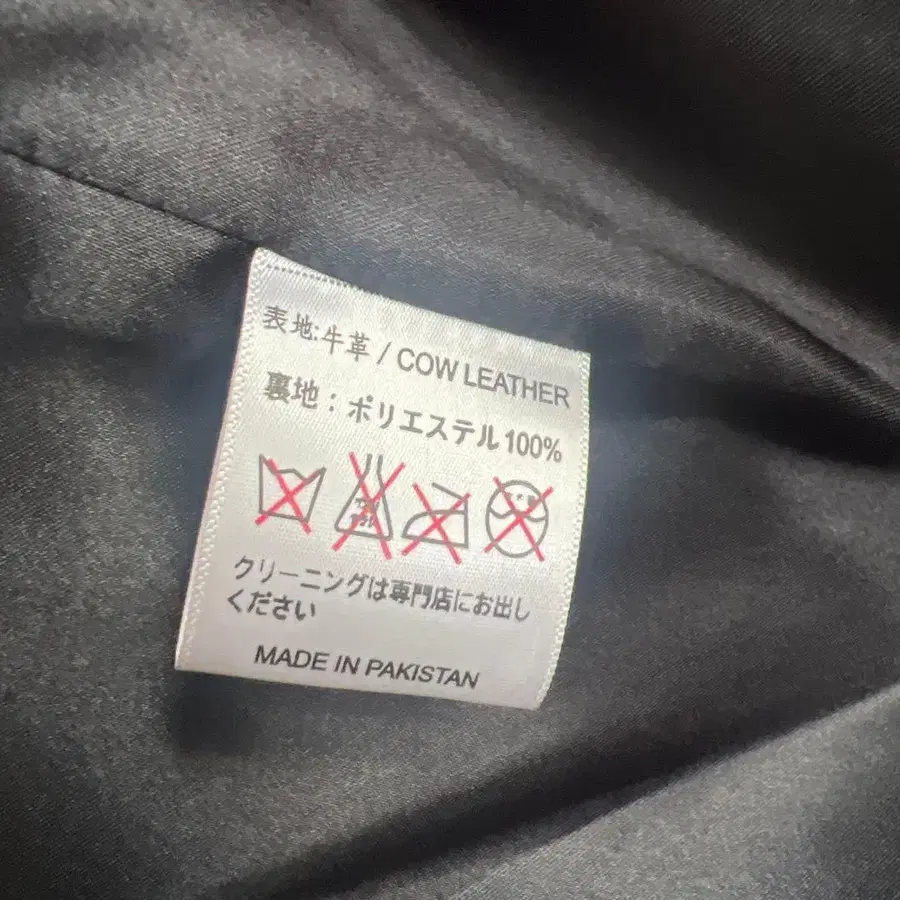 表地:牛革 / COW LEATHER
裏地：ポリエステル100%
クリーニングは専門店にお出し
ください
MADE IN PAKISTAN